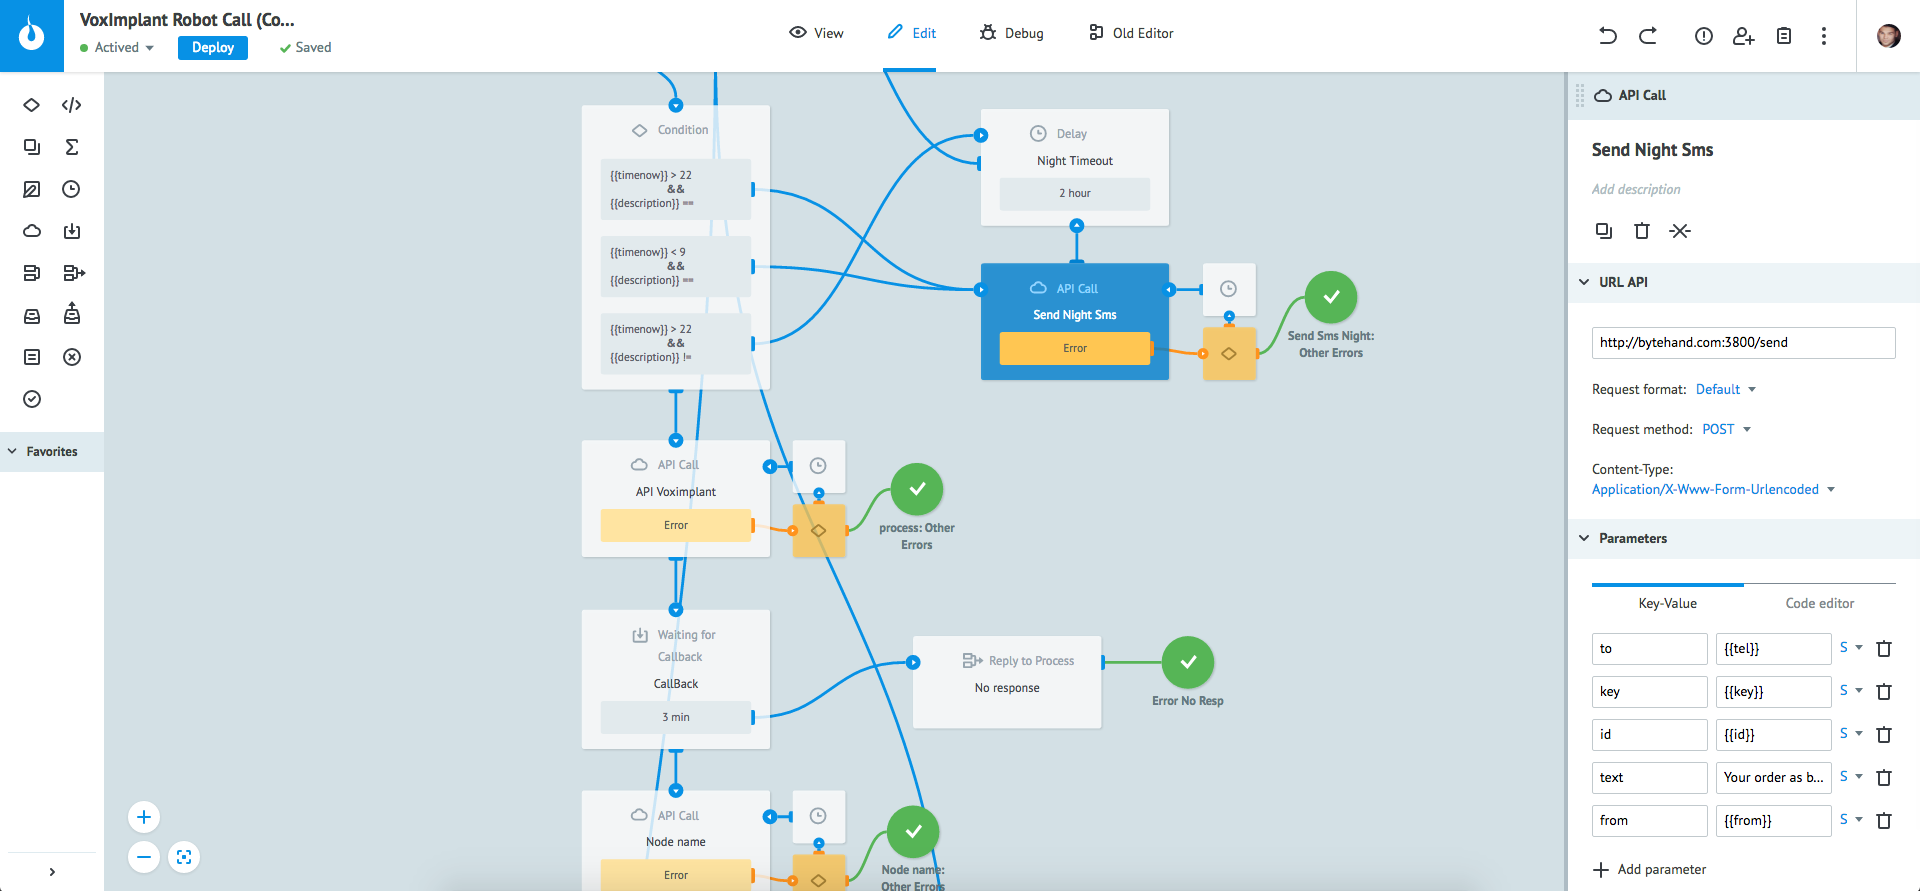 VoxImplant Robot Call (Co...
Actived
Deploy
Saved
View
Edit
Debug
Old Editor
Favorites
Condition
{{timenow}} > 22
&&
{{description}} ==
{{timenow}} < 9
&&
{{description}} ==
{{timenow}} > 22
&&
{{description}} !=
Delay
Night Timeout
2 hour
API Call
Send Night Sms
Error
Send Sms Night:
Other Errors
API Call
API Voximplant
Error
process: Other
Errors
Waiting for
Callback
CallBack
3 min
Reply to Process
No response
Error No Resp
API Call
Node name
Error
Node name:
Other Errors
API Call
Send Night Sms
Add description
URL API
http://bytehand.com:3800/send
Request format: Default
Request method: POST
Content-Type:
Application/X-Www-Form-Urlencoded
Parameters
Key-Value
Code editor
to {{tel}} S
key {{key}} S
id {{id}} S
text Your order as b... S
from {{from}} S
Add parameter